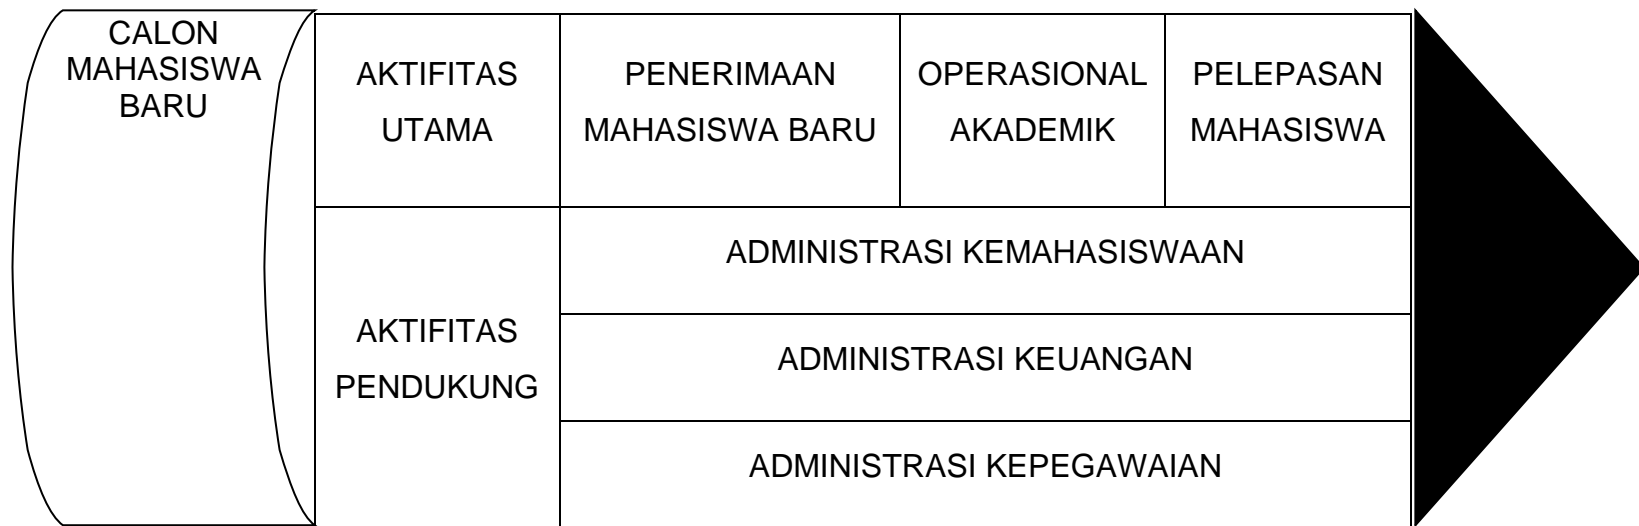 CALON
MAHASISWA
BARU
AKTIFITAS
UTAMA
PENERIMAAN
MAHASISWA BARU
OPERASIONAL
AKADEMIK
PELEPASAN
MAHASISWA
AKTIFITAS
PENDUKUNG
ADMINISTRASI KEMAHASISWAAN
ADMINISTRASI KEUANGAN
ADMINISTRASI KEPEGAWAIAN